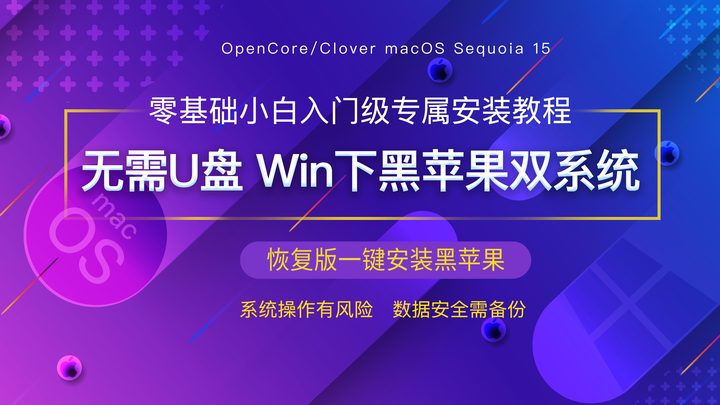 OpenCore/Clover macOS Sequoia 15
零基础小白入门级专属安装教程
无需U盘 Win下黑苹果双系统
mac
OS
恢复版一键安装黑苹果
系统操作有风险 数据安全需备份